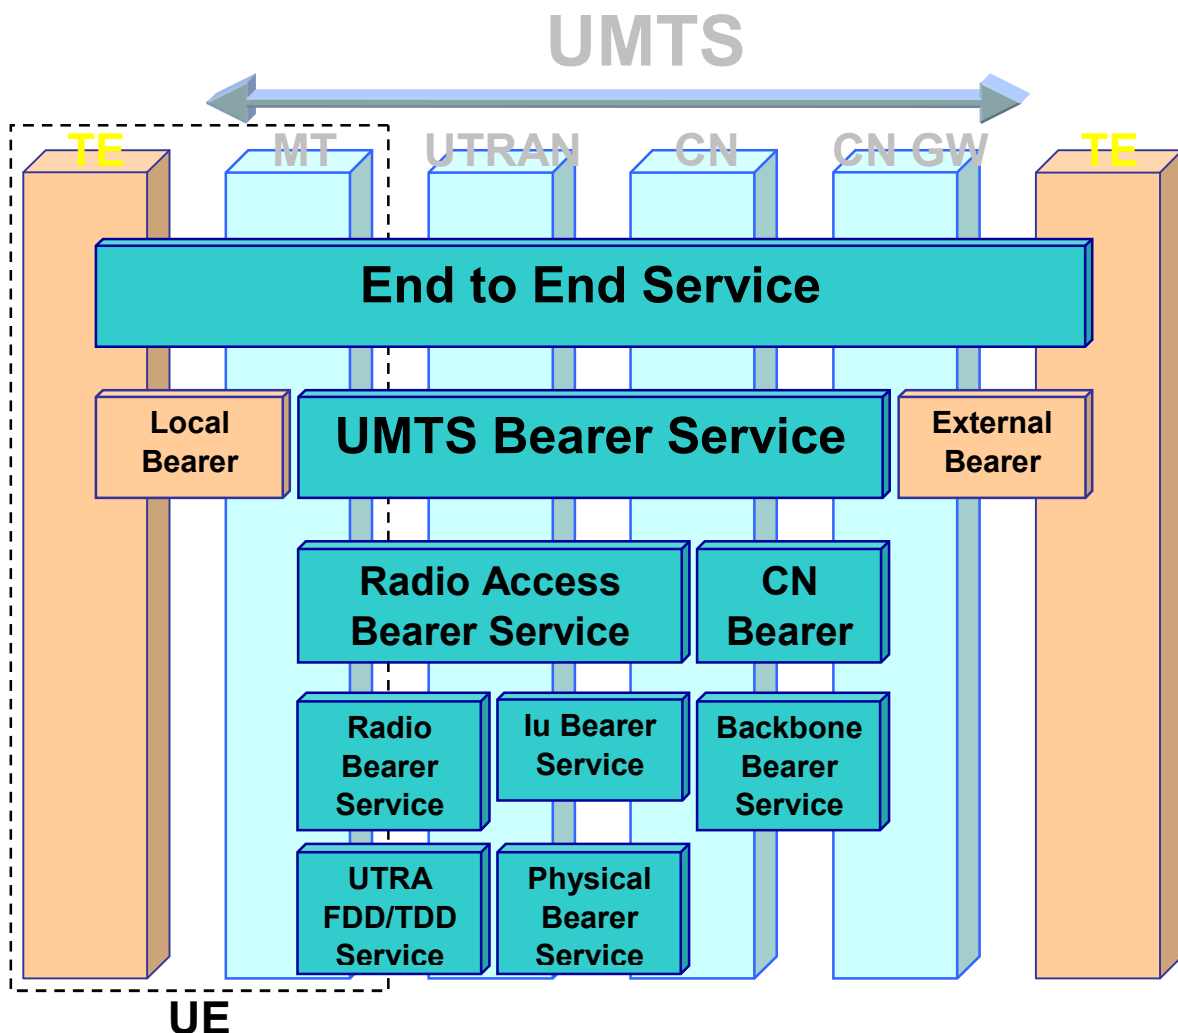 UMTS
TE MT UTRAN CN CN GW TE
End to End Service
Local
Bearer
UMTS Bearer Service
External
Bearer
Radio Access
Bearer Service
CN
Bearer
Radio
Bearer
Service
Iu Bearer
Service
Backbone
Bearer
Service
UTRA
FDD/TDD
Service
Physical
Bearer
Service
UE